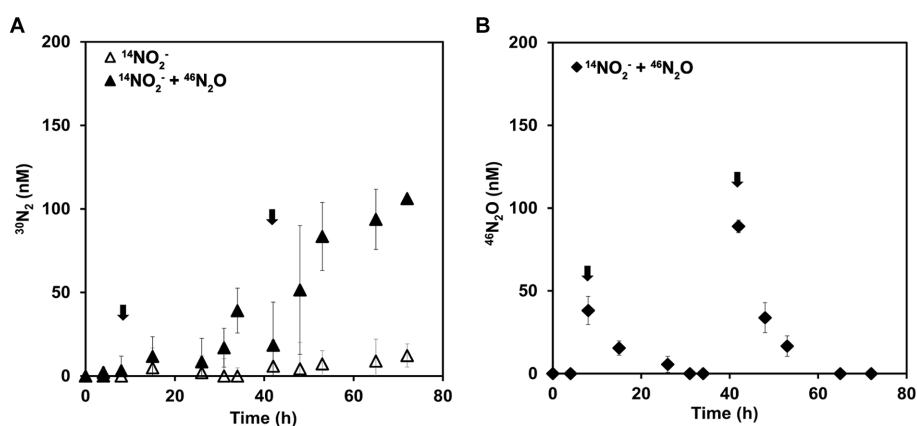 A
200
150
100
50
0
0 20 40 60 80
³⁰N₂ (nM)
Time (h)
¹⁴NO₂⁻
¹⁴NO₂⁻ + ⁴⁶N₂O
B
200
150
100
50
0
0 20 40 60 80
⁴⁶N₂O (nM)
Time (h)
¹⁴NO₂⁻ + ⁴⁶N₂O